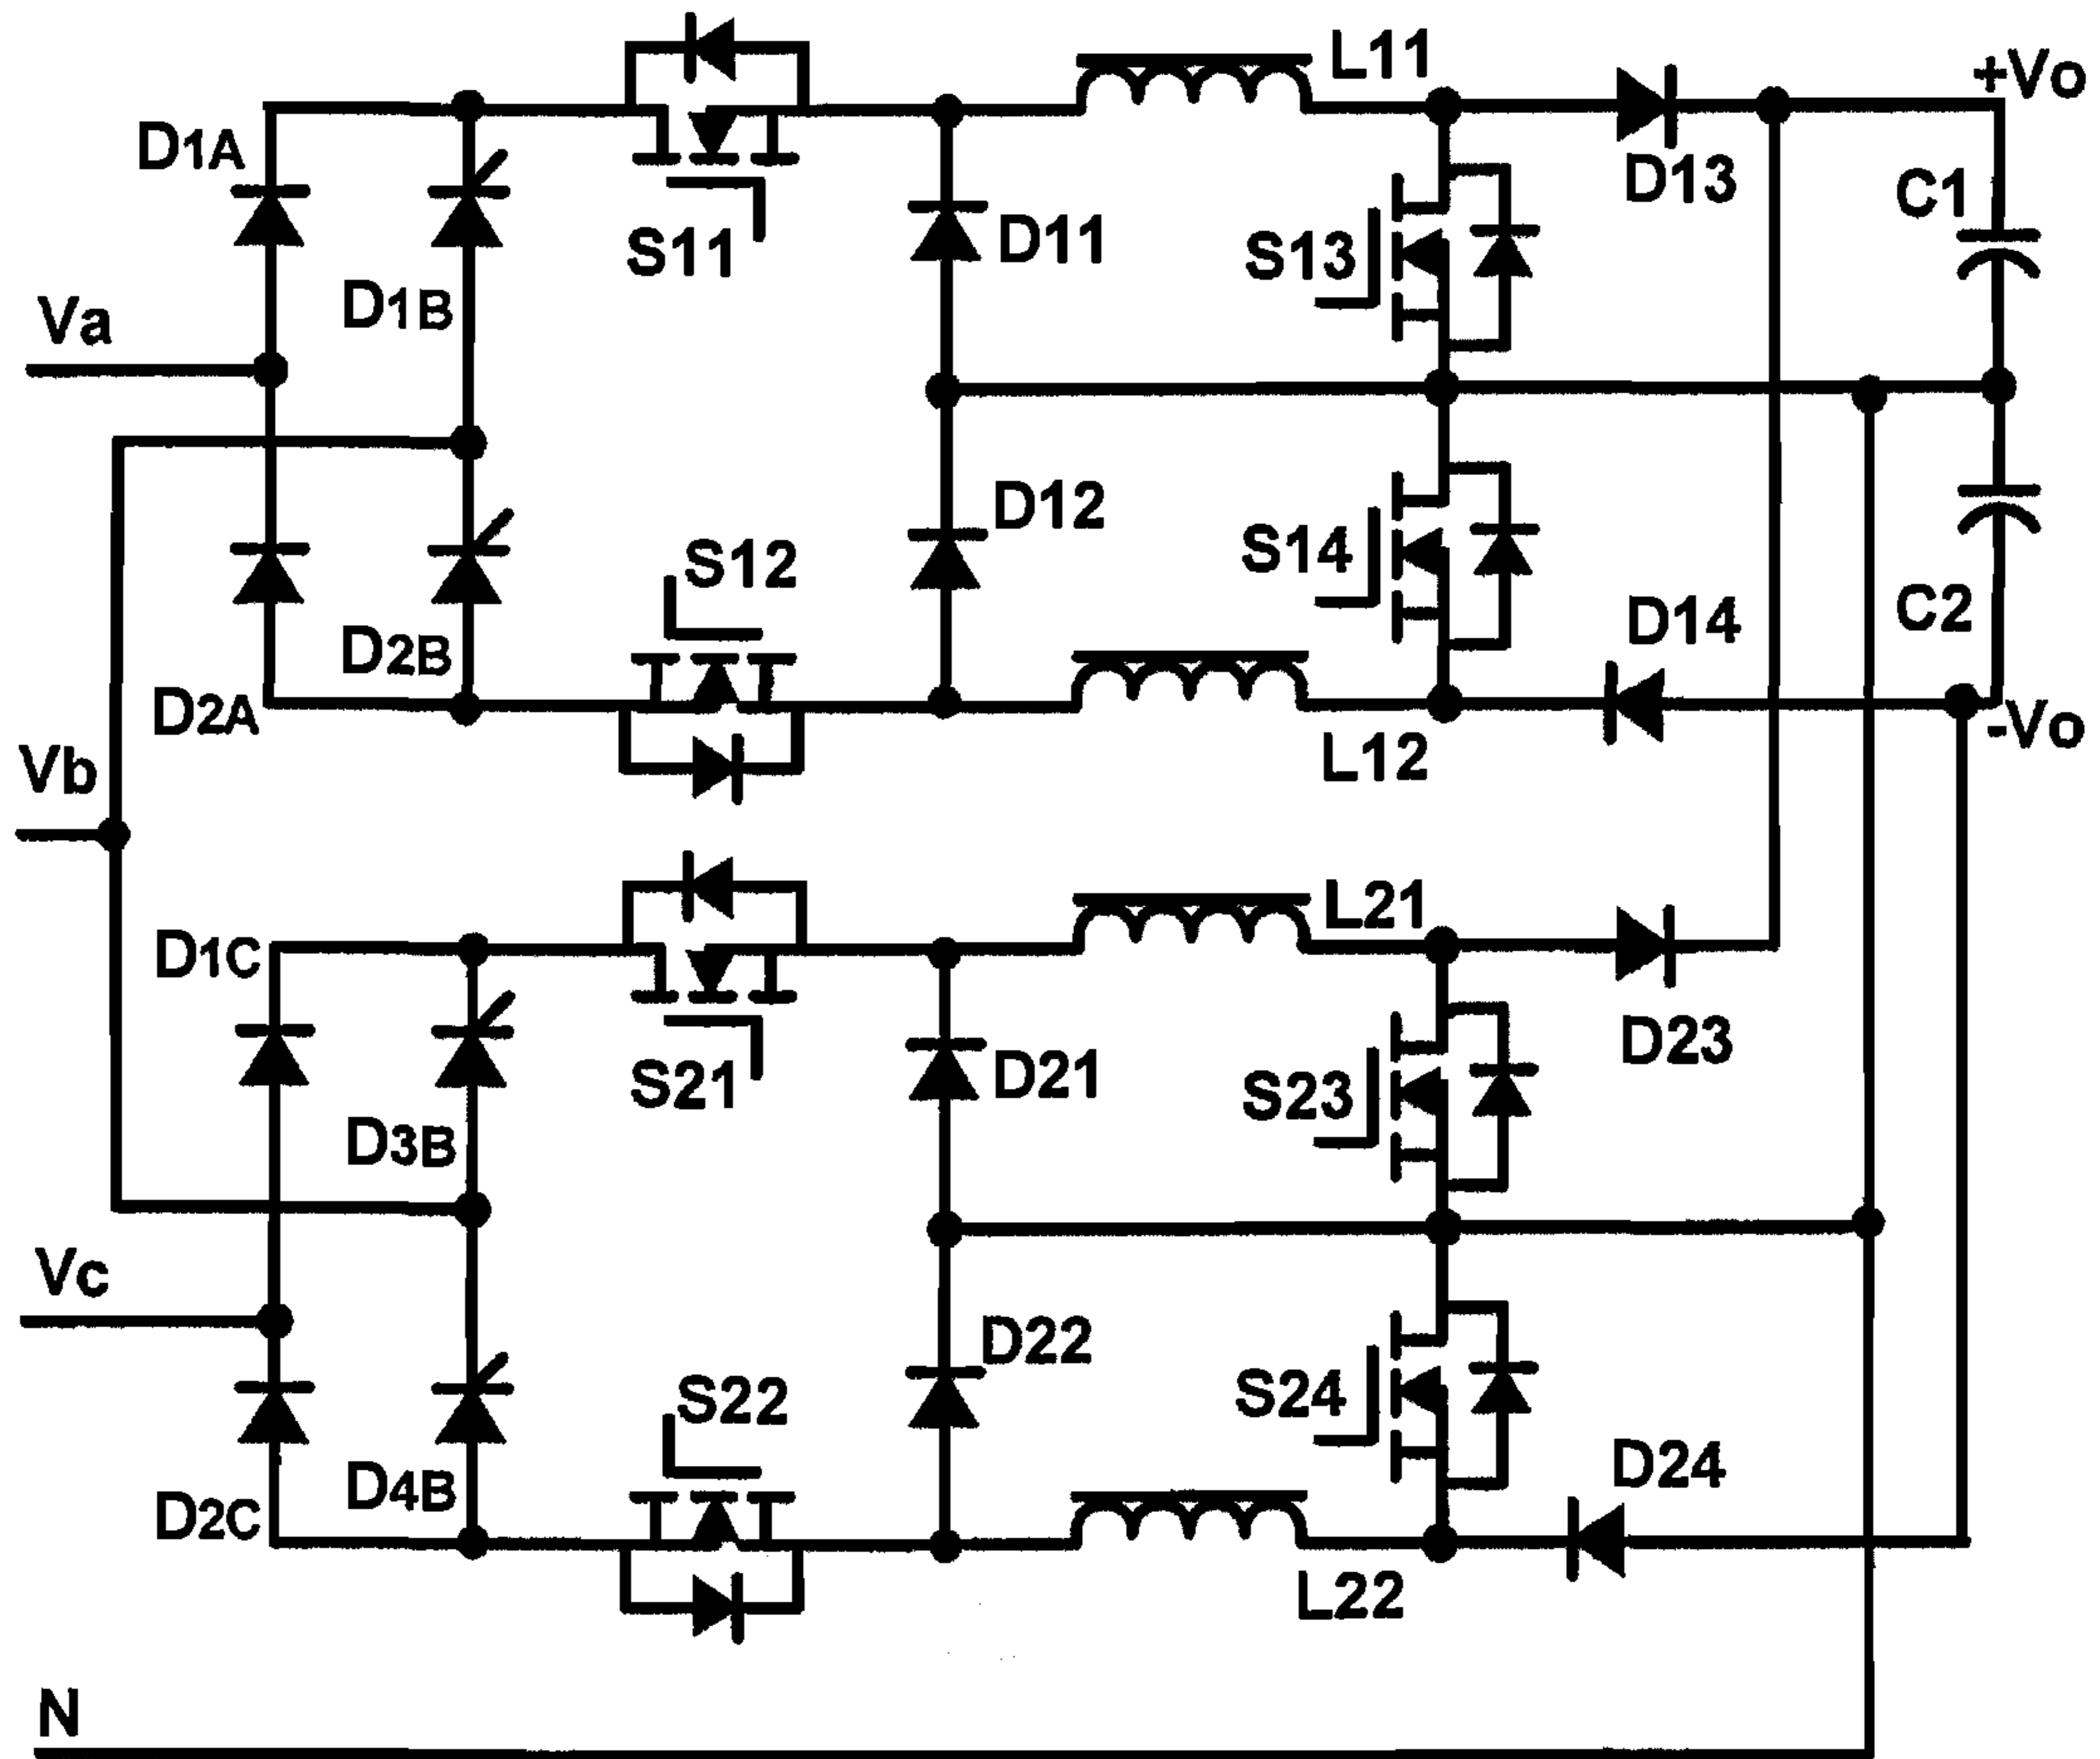 L11
+Vo
D1A
D13
C1
S11
D11
S13
D1B
Va
D12
S12
S14
D14
C2
D2B
D2A
-Vo
Vb
L12
L21
D1C
D23
S21
D21
S23
D3B
Vc
D22
S22
S24
D24
D4B
D2C
L22
N